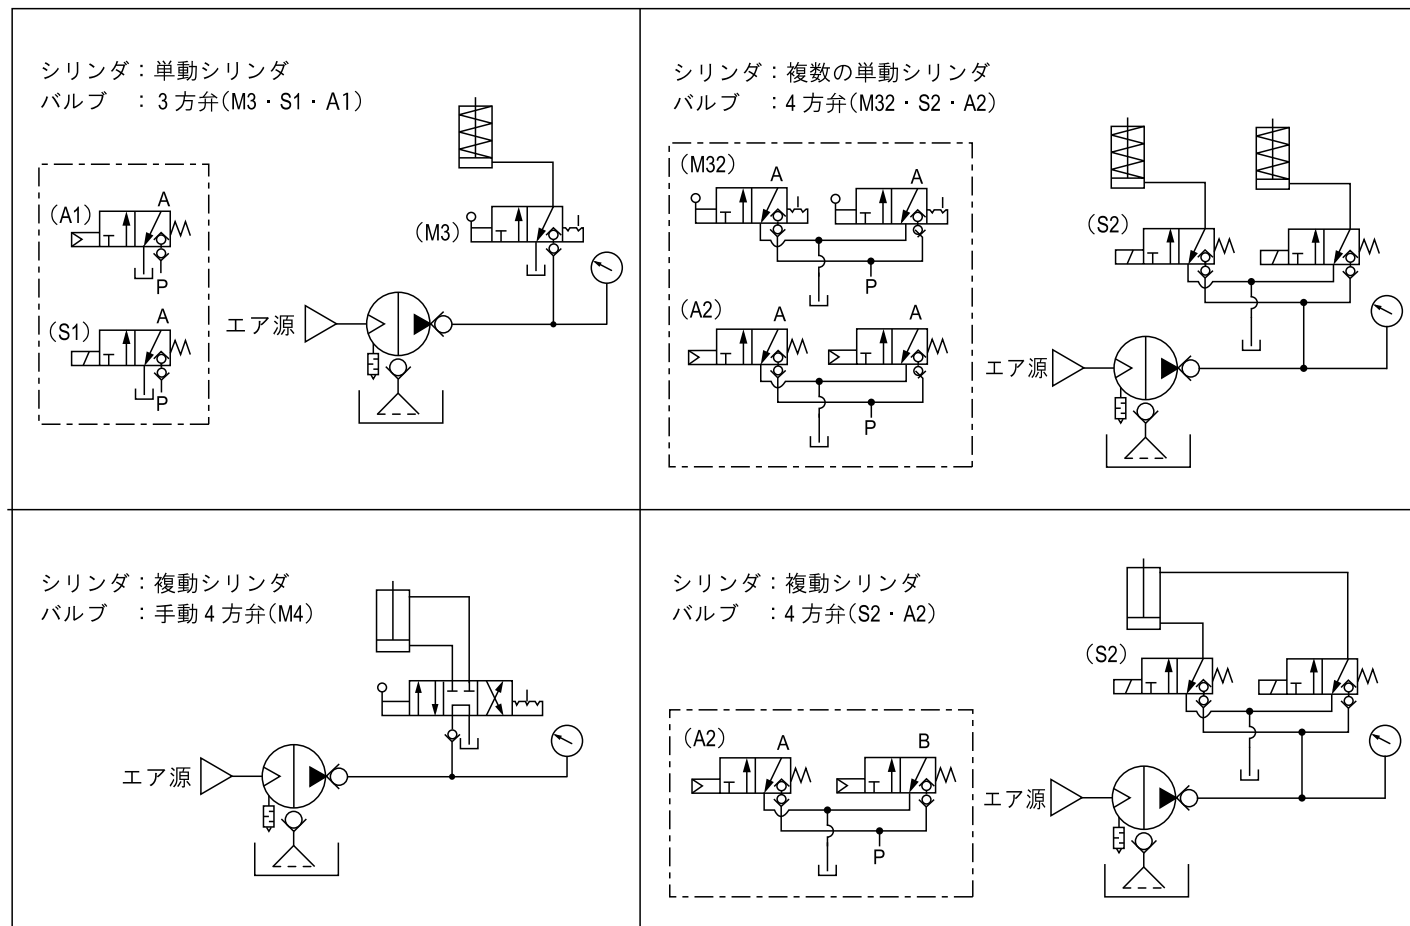 シリンダ：単動シリンダ
バルブ　：3方弁(M3・S1・A1)
(A1)
A
P
(S1)
A
P
(M3)
エア源
シリンダ：複数の単動シリンダ
バルブ　：4方弁(M32・S2・A2)
(M32)
A
A
P
(A2)
A
A
P
(S2)
エア源
シリンダ：複動シリンダ
バルブ　：手動4方弁(M4)
エア源
シリンダ：複動シリンダ
バルブ　：4方弁(S2・A2)
(A2)
A
B
P
(S2)
エア源